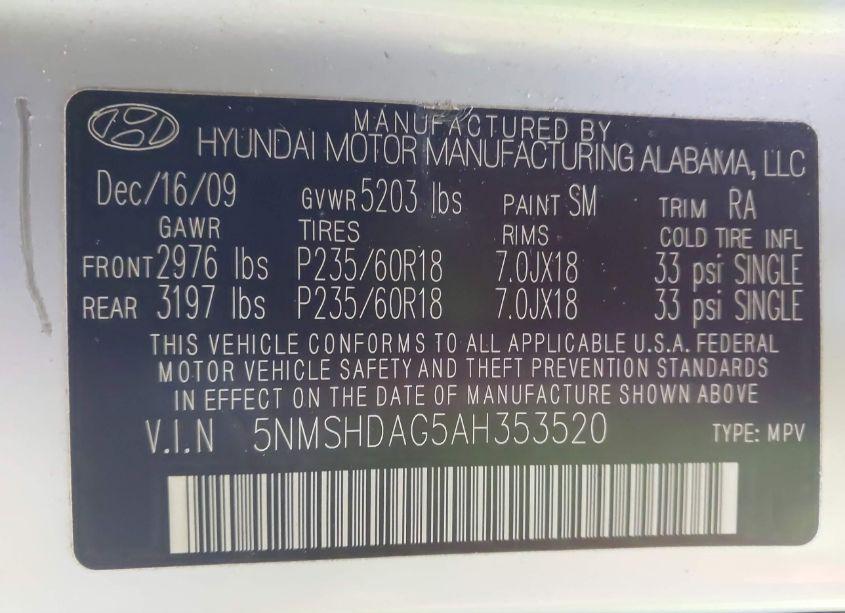 MANUFACTURED BY
HYUNDAI MOTOR MANUFACTURING ALABAMA, LLC
Dec/16/09 GVWR 5203 lbs PAINT SM TRIM RA
GAWR TIRES RIMS COLD TIRE INFL
FRONT 2976 lbs P235/60R18 7.0JX18 33 psi SINGLE
REAR 3197 lbs P235/60R18 7.0JX18 33 psi SINGLE
THIS VEHICLE CONFORMS TO ALL APPLICABLE U.S.A. FEDERAL
MOTOR VEHICLE SAFETY AND THEFT PREVENTION STANDARDS
IN EFFECT ON THE DATE OF MANUFACTURE SHOWN ABOVE
V.I.N 5NMSHDAG5AH353520 TYPE: MPV